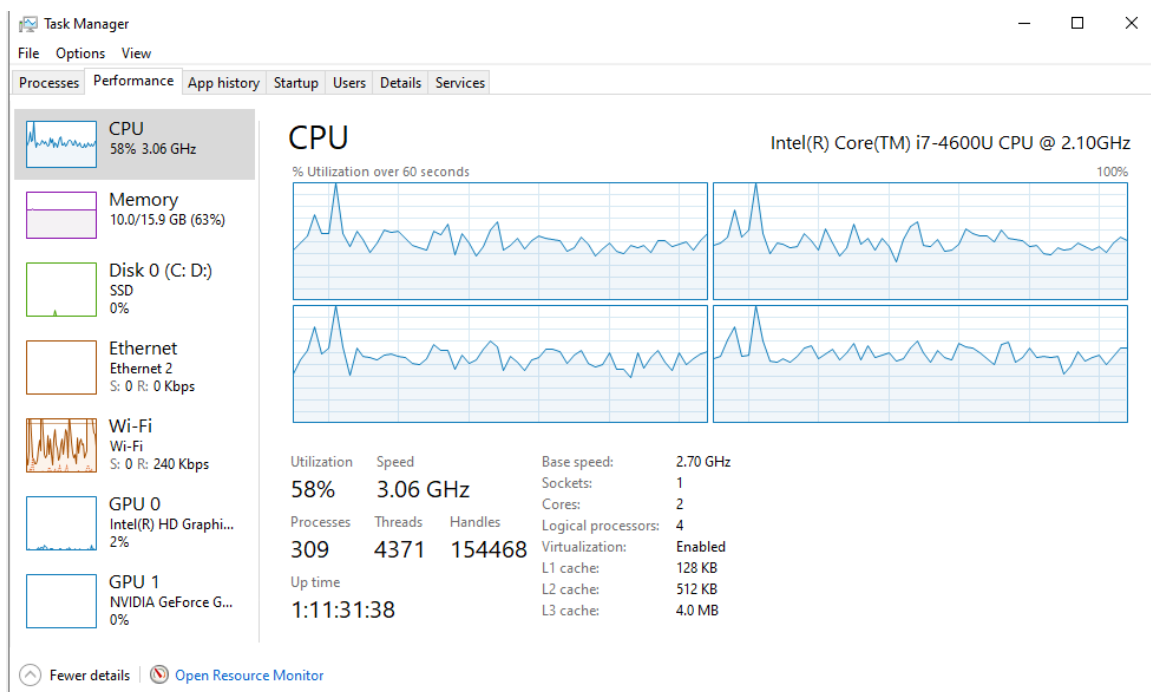 Task Manager
File Options View
Processes Performance App history Startup Users Details Services
CPU
58% 3.06 GHz
Memory
10.0/15.9 GB (63%)
Disk 0 (C: D:)
SSD
0%
Ethernet
Ethernet 2
S: 0 R: 0 Kbps
Wi-Fi
Wi-Fi
S: 0 R: 240 Kbps
GPU 0
Intel(R) HD Graphi...
2%
GPU 1
NVIDIA GeForce G...
0%
CPU Intel(R) Core(TM) i7-4600U CPU @ 2.10GHz
% Utilization over 60 seconds 100%
Utilization Speed
58% 3.06 GHz
Processes Threads Handles
309 4371 154468
Up time
1:11:31:38
Base speed: 2.70 GHz
Sockets: 1
Cores: 2
Logical processors: 4
Virtualization: Enabled
L1 cache: 128 KB
L2 cache: 512 KB
L3 cache: 4.0 MB
Fewer details Open Resource Monitor